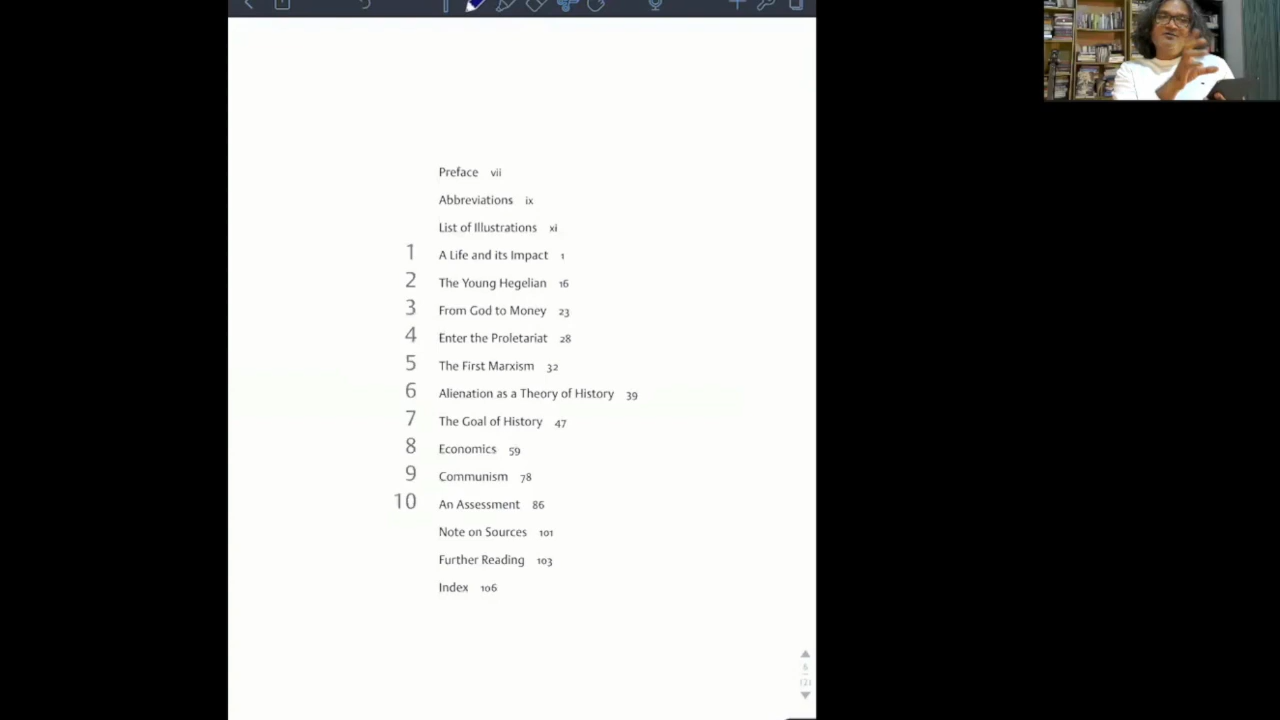 Preface vii
Abbreviations ix
List of Illustrations xi
1 A Life and its Impact 1
2 The Young Hegelian 16
3 From God to Money 23
4 Enter the Proletariat 28
5 The First Marxism 32
6 Alienation as a Theory of History 39
7 The Goal of History 47
8 Economics 59
9 Communism 78
10 An Assessment 86
Note on Sources 101
Further Reading 103
Index 106
6
121